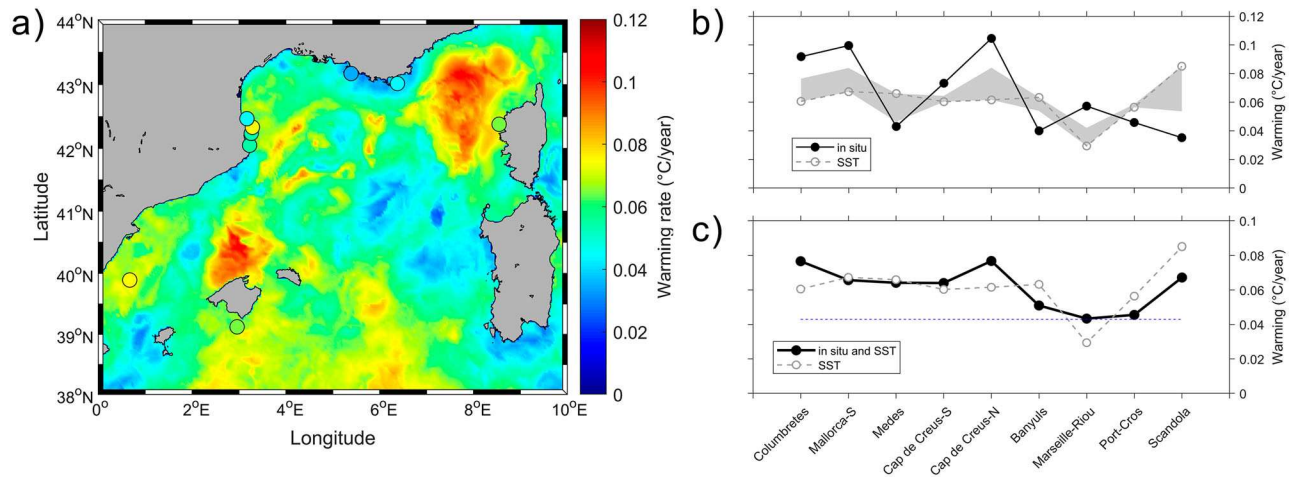 a)
44°N
43°N
42°N
41°N
40°N
39°N
38°N
Latitude
0°
2°E
4°E
6°E
8°E
10°E
Longitude
0.12
0.1
0.08
0.06
0.04
0.02
0
Warming rate (°C/year)
b)
in situ
SST
0.12
0.1
0.08
0.06
0.04
0.02
0
Warming (°C/year)
c)
in situ and SST
SST
0.1
0.08
0.06
0.04
0.02
0
Warming (°C/year)
Columbretes
Mallorca-S
Medes
Cap de Creus-S
Cap de Creus-N
Banyuls
Marseille-Riou
Port-Cros
Scandola